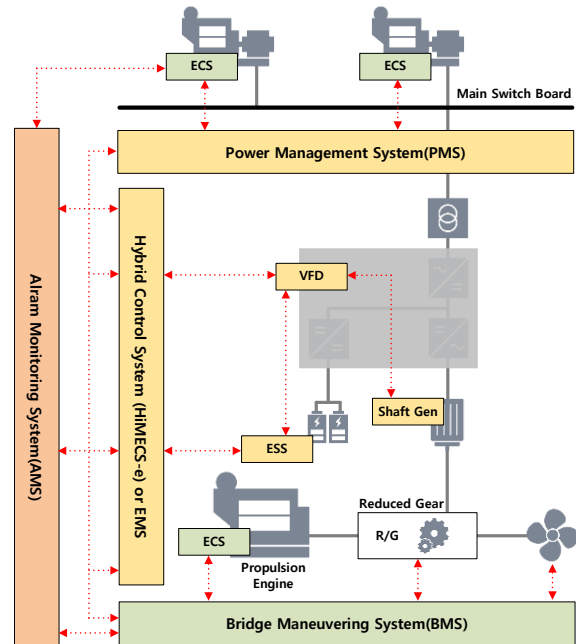 ECS
ECS
Main Switch Board
Power Management System(PMS)
Alram Monitoring System(AMS)
Hybrid Control System
(HiMECS-e) or EMS
VFD
Shaft Gen
ESS
Reduced Gear
R/G
ECS
Propulsion
Engine
Bridge Maneuvering System(BMS)